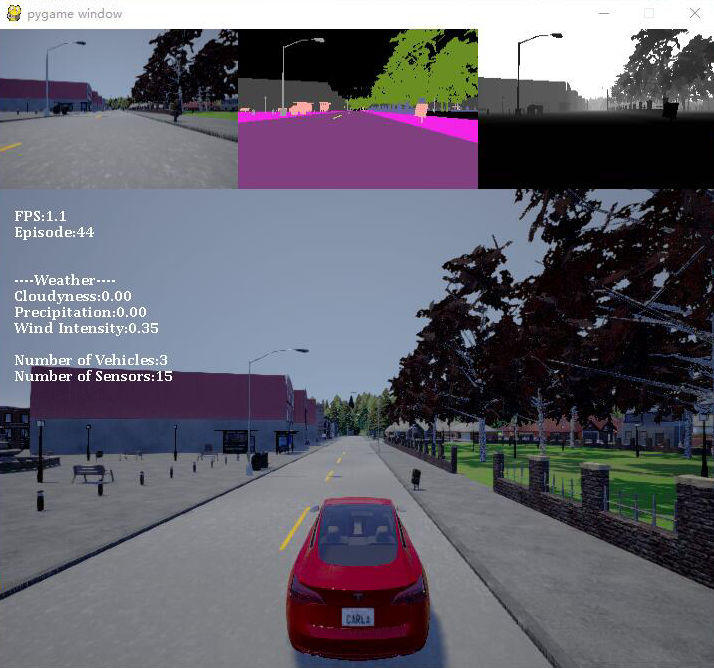 pygame window
FPS:1.1
Episode:44
----Weather----
Cloudyness:0.00
Precipitation:0.00
Wind Intensity:0.35
Number of Vehicles:3
Number of Sensors:15
CARLA